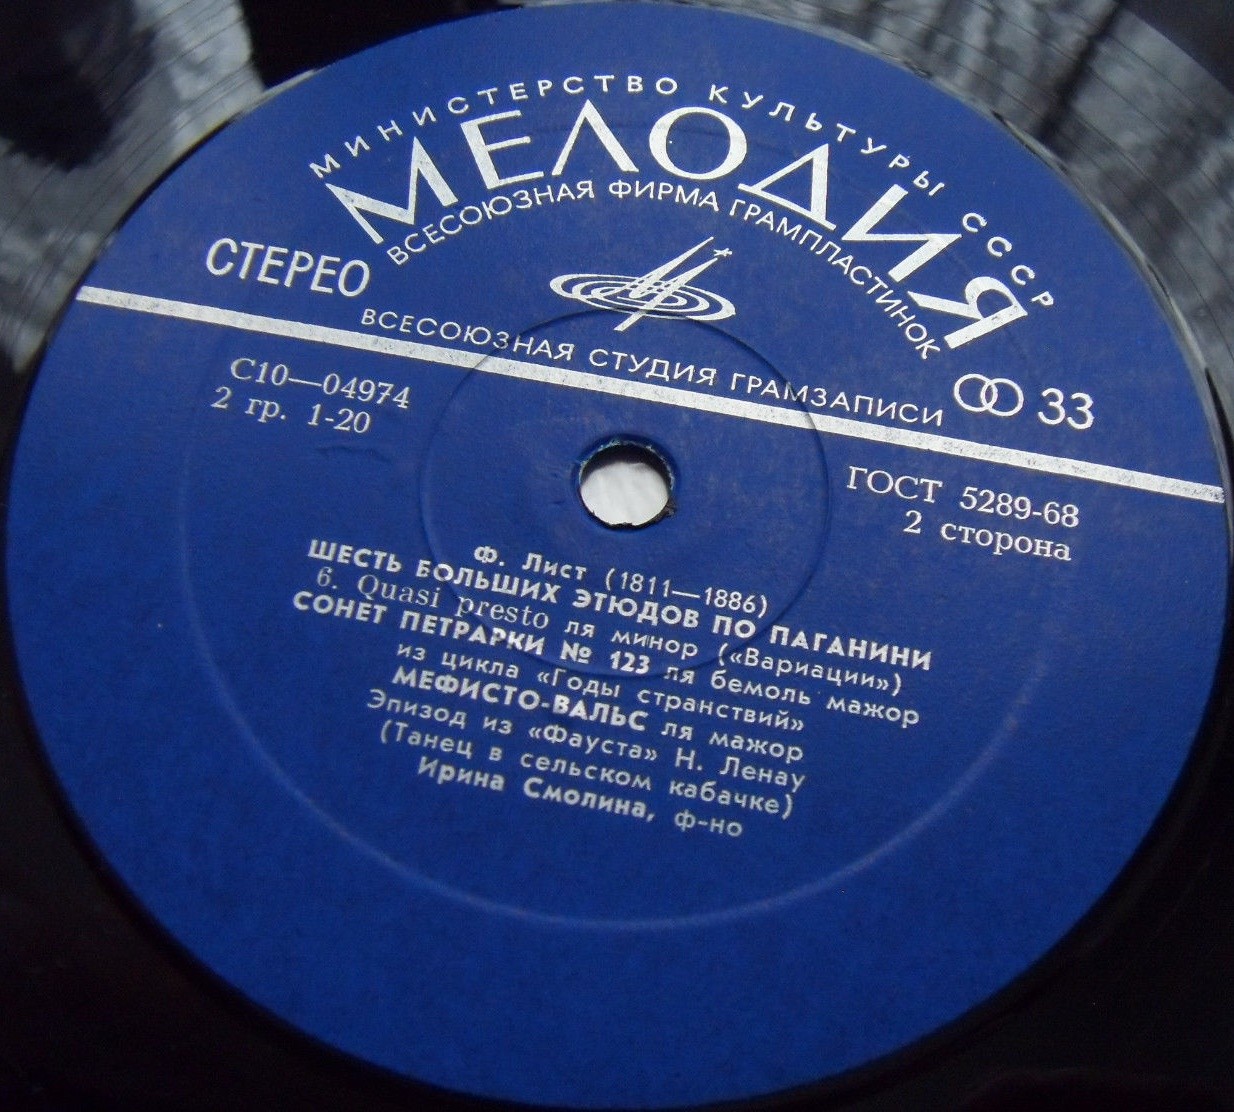 МИНИСТЕРСТВО КУЛЬТУРЫ СССР
МЕЛОДИЯ
ВСЕСОЮЗНАЯ ФИРМА ГРАМПЛАСТИНОК
СТЕРЕО
ВСЕСОЮЗНАЯ СТУДИЯ ГРАМЗАПИСИ
33
С10—04974
2 гр. 1-20
ГОСТ 5289-68
2 сторона
Ф. Лист (1811—1886)
ШЕСТЬ БОЛЬШИХ ЭТЮДОВ ПО ПАГАНИНИ
6. Quasi presto ля минор («Вариации»)
СОНЕТ ПЕТРАРКИ № 123 ля бемоль мажор
из цикла «Годы странствий»
МЕФИСТО-ВАЛЬС ля мажор
Эпизод из «Фауста» Н. Ленау
(Танец в сельском кабачке)
Ирина Смолина, ф-но